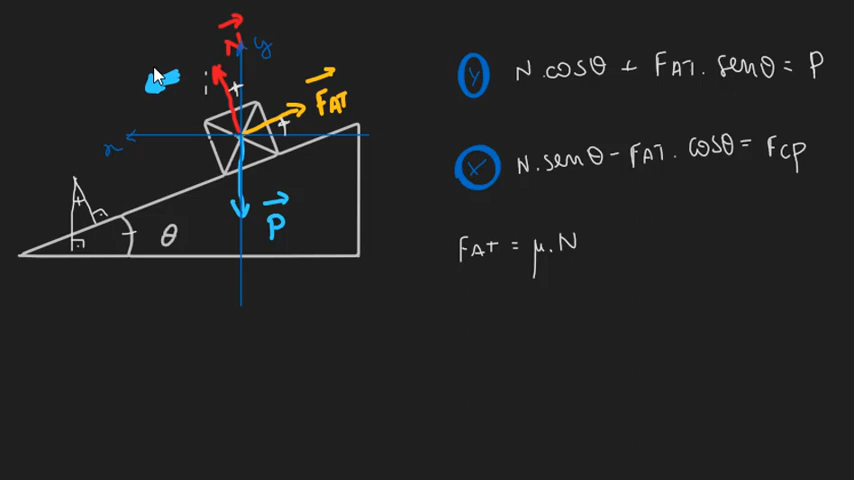 N
y
FAT
x
P
θ
Y N.cosθ + FAT. senθ = P
X N.senθ - FAT. cosθ = Fcp
FAT = μ.N